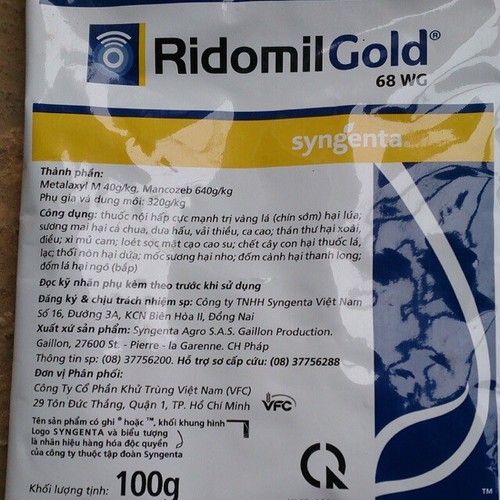 RidomilGold®
68 WG
syngenta
Thành phần:
Metalaxyl M 40g/kg, Mancozeb 640g/kg
Phụ gia và dung môi: 320g/kg
Công dụng: thuốc nội hấp cực mạnh trị vàng lá (chín sớm) hại lúa;
sương mai hại cà chua, dưa hấu, vải thiều, ca cao; thán thư hại xoài,
điều; xì mủ cam; loét sọc mặt cạo cao su; chết cây con hại thuốc lá,
lạc; thối nõn hại dứa; mốc sương hại nho; đốm cành hại thanh long;
đốm lá hại ngô (bắp)
Đọc kỹ nhãn phụ kèm theo trước khi sử dụng
Đăng ký & chịu trách nhiệm sp: Công ty TNHH Syngenta Việt Nam
Số 16, Đường 3A, KCN Biên Hòa II, Đồng Nai
Xuất xứ sản phẩm: Syngenta Agro S.A.S. Gaillon Production.
Gaillon, 27600 St. - Pierre - la Garenne. CH Pháp
Thông tin sp: (08) 37756200. Hỗ trợ sơ cấp cứu: (08) 37756288
Đơn vị Phân phối:
Công Ty Cổ Phần Khử Trùng Việt Nam (VFC)
29 Tôn Đức Thắng, Quận 1, TP. Hồ Chí Minh
VFC
Tên sản phẩm có ghi ® hoặc ™, khối khung hình
Logo SYNGENTA và biểu tượng
là nhãn hiệu hàng hóa độc quyền
của công ty thuộc tập đoàn Syngenta
Khối lượng tịnh: 100g
TM